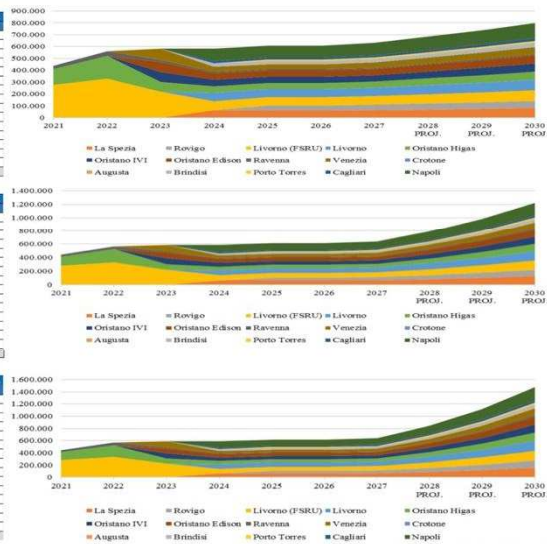 900.000
800.000
700.000
600.000
500.000
400.000
300.000
200.000
100.000
0
2021 2022 2023 2024 2025 2026 2027 2028 2029 2030
PROJ. PROJ. PROJ.
La Spezia Rovigo Livorno (FSRU) Livorno Oristano Higas
Oristano IVI Oristano Edison Ravenna Venezia Crotone
Augusta Brindisi Porto Torres Cagliari Napoli
1.400.000
1.200.000
1.000.000
800.000
600.000
400.000
200.000
0
2021 2022 2023 2024 2025 2026 2027 2028 2029 2030
PROJ. PROJ. PROJ.
La Spezia Rovigo Livorno (FSRU) Livorno Oristano Higas
Oristano IVI Oristano Edison Ravenna Venezia Crotone
Augusta Brindisi Porto Torres Cagliari Napoli
1.600.000
1.400.000
1.200.000
1.000.000
800.000
600.000
400.000
200.000
0
2021 2022 2023 2024 2025 2026 2027 2028 2029 2030
PROJ. PROJ. PROJ.
La Spezia Rovigo Livorno (FSRU) Livorno Oristano Higas
Oristano IVI Oristano Edison Ravenna Venezia Crotone
Augusta Brindisi Porto Torres Cagliari Napoli